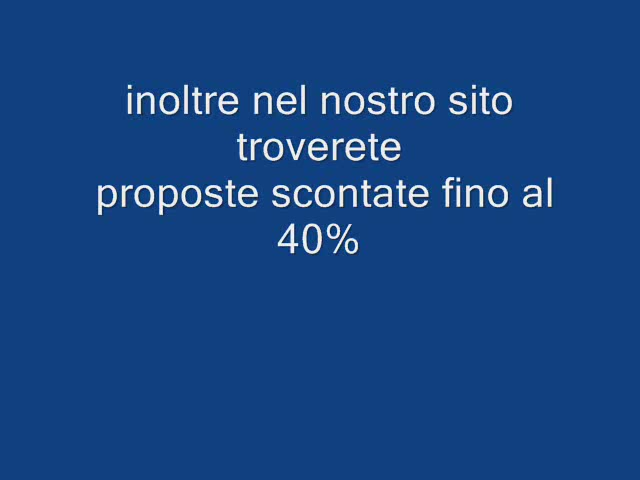 inoltre nel nostro sito
troverete
proposte scontate fino al
40%